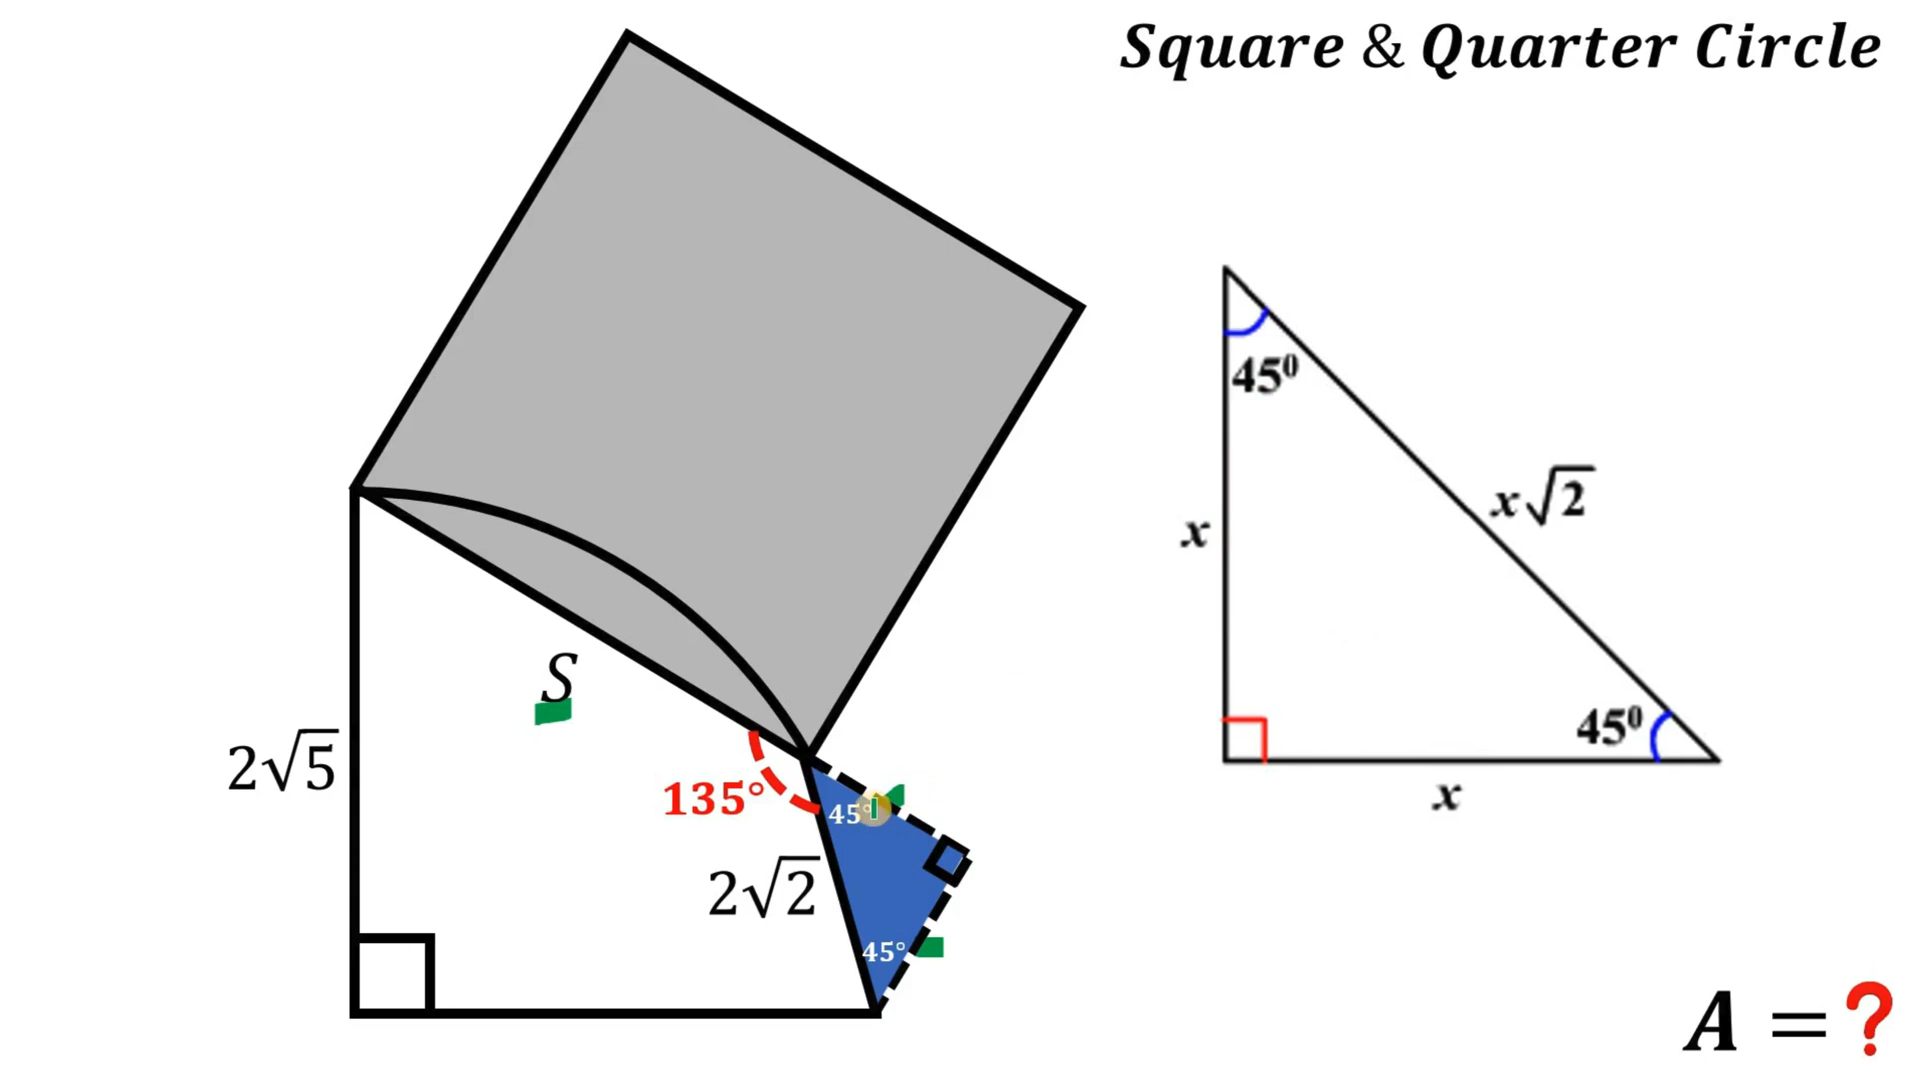 Square & Quarter Circle
45⁰
x√2
x
S
45⁰
2√5
135°
45°
x
2√2
45°
A = ?